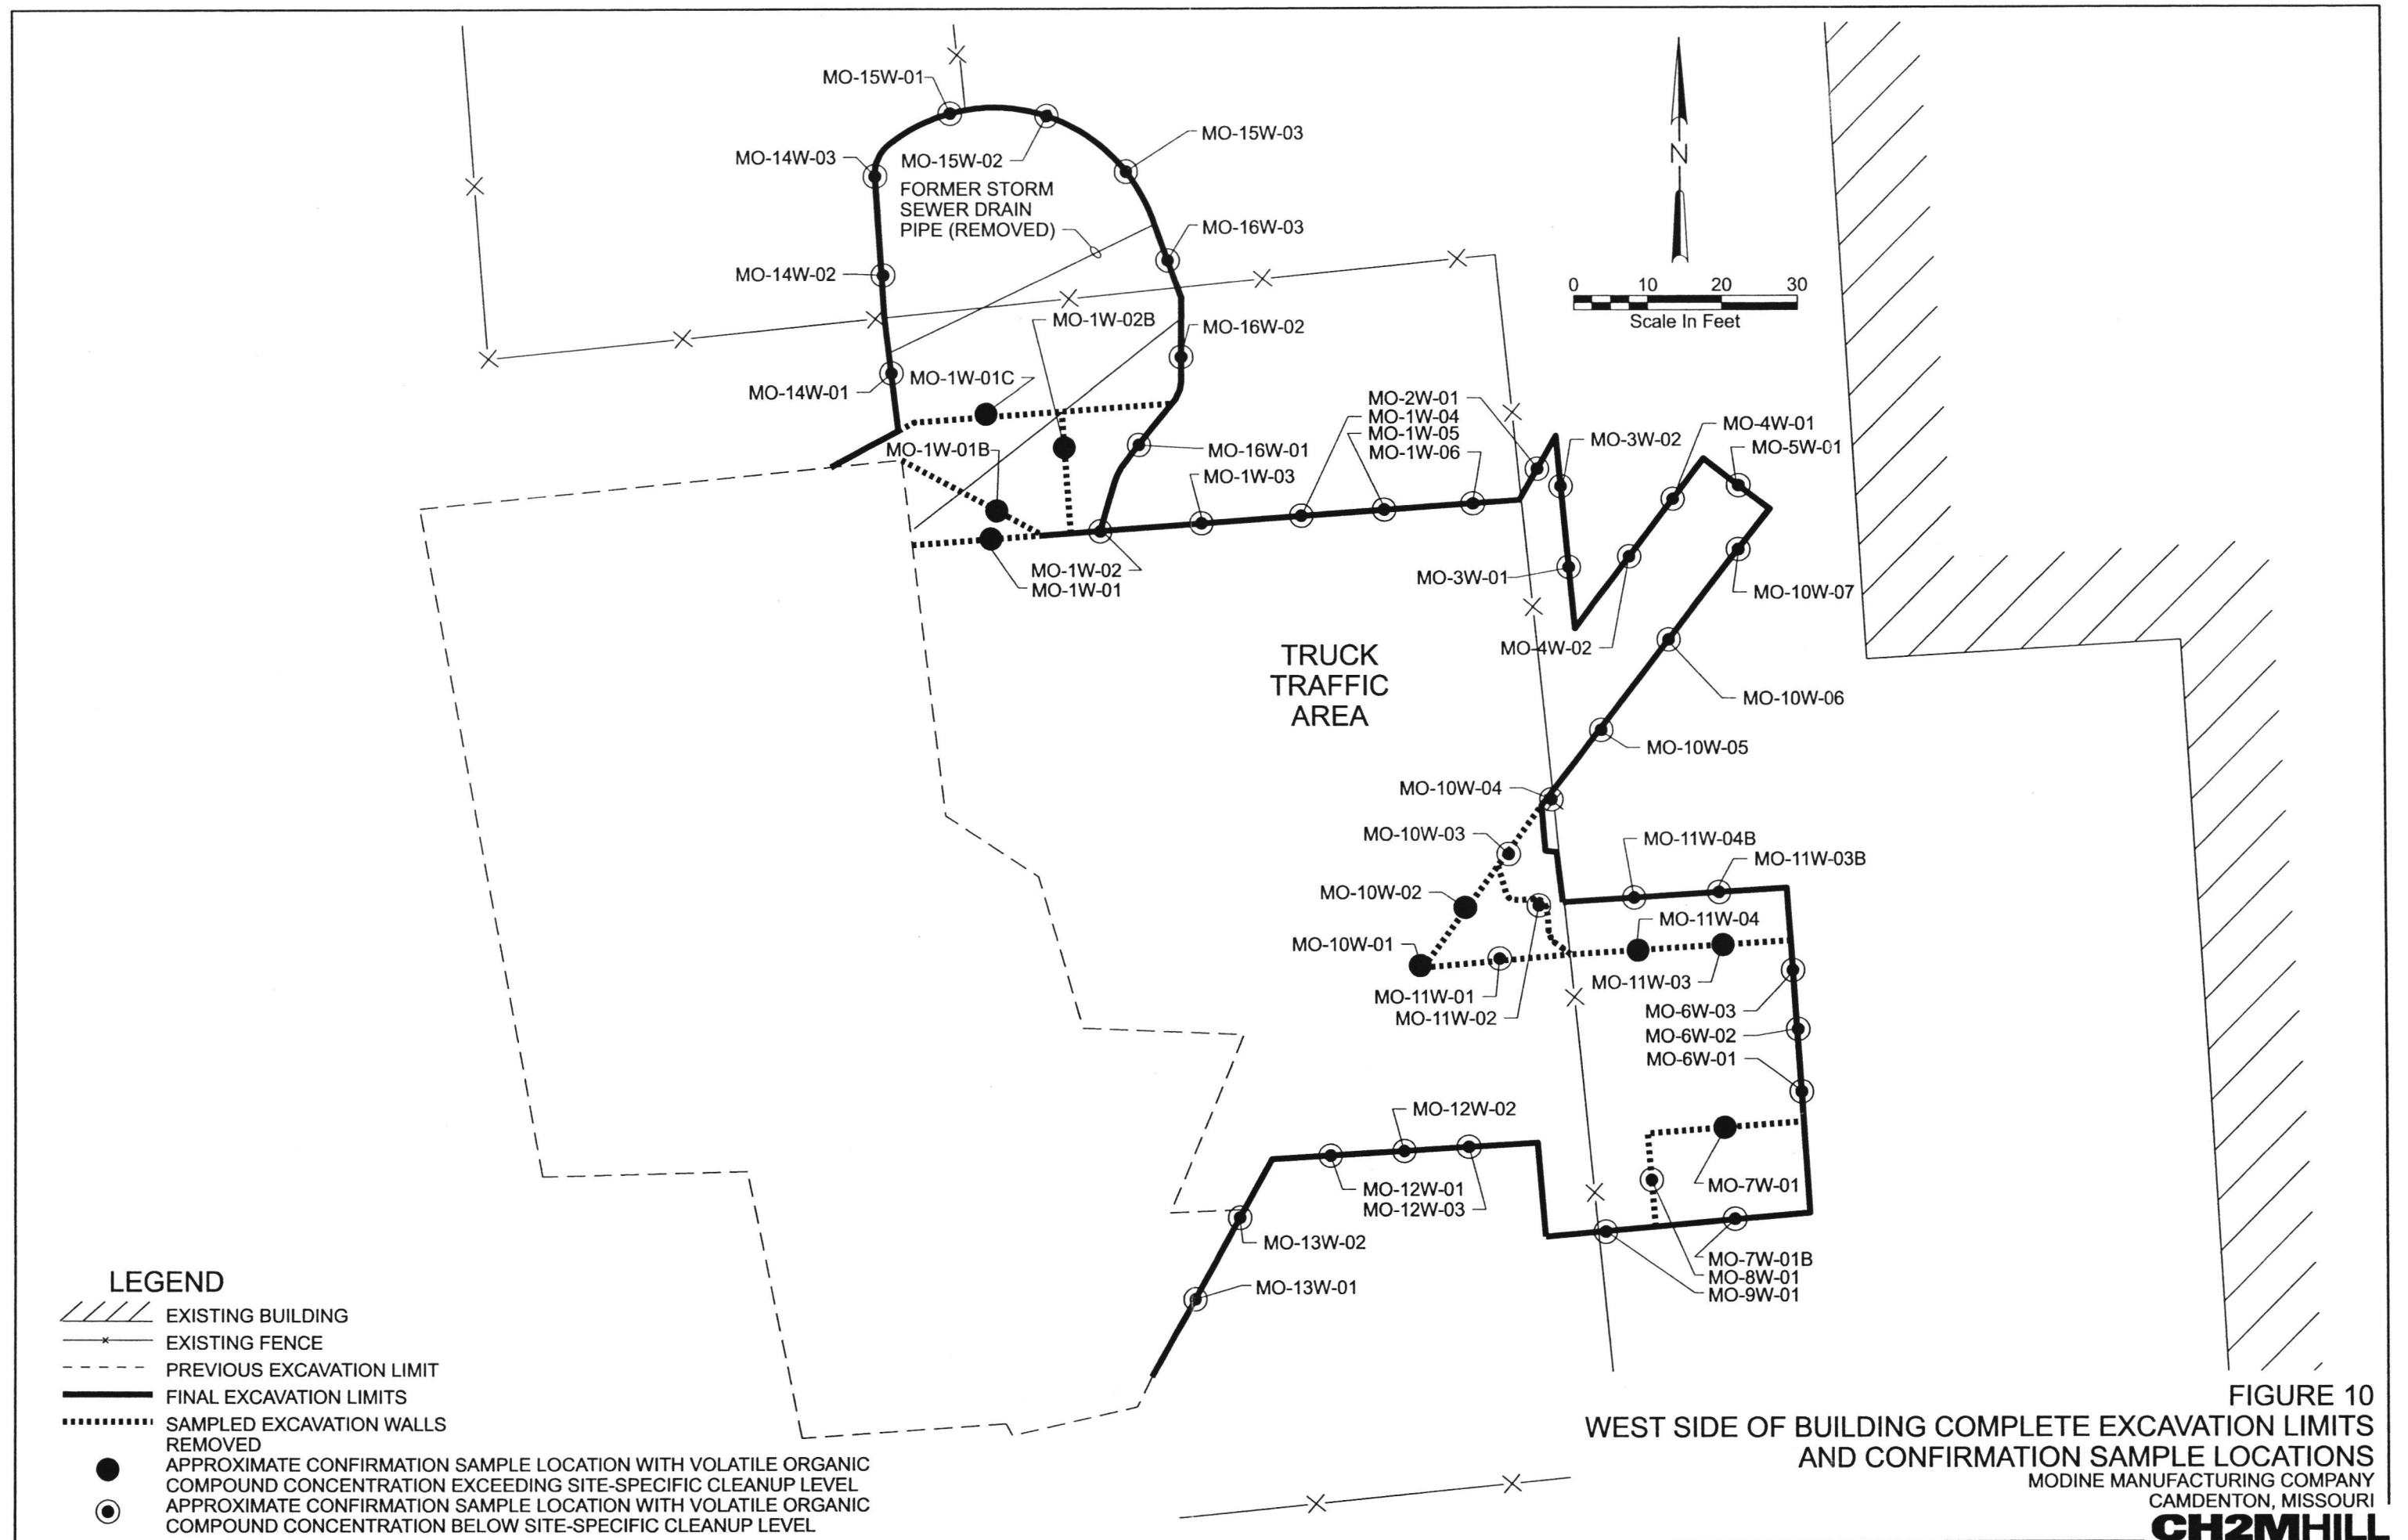 MO-15W-01
MO-15W-03
MO-14W-03
MO-15W-02
FORMER STORM
SEWER DRAIN
PIPE (REMOVED)
N
MO-16W-03
MO-14W-02
0 10 20 30
Scale In Feet
MO-1W-02B
MO-16W-02
MO-1W-01C
MO-14W-01
MO-2W-01
MO-1W-04
MO-1W-05
MO-1W-06
MO-4W-01
MO-3W-02
MO-5W-01
MO-1W-01B
MO-16W-01
MO-1W-03
MO-1W-02
MO-1W-01
MO-3W-01
MO-10W-07
MO-4W-02
TRUCK
TRAFFIC
AREA
MO-10W-06
MO-10W-05
MO-10W-04
MO-10W-03
MO-11W-04B
MO-11W-03B
MO-10W-02
MO-11W-04
MO-10W-01
MO-11W-03
MO-11W-01
MO-11W-02
MO-6W-03
MO-6W-02
MO-6W-01
MO-12W-02
MO-7W-01
MO-12W-01
MO-12W-03
MO-13W-02
MO-7W-01B
MO-8W-01
MO-9W-01
MO-13W-01
LEGEND
EXISTING BUILDING
EXISTING FENCE
PREVIOUS EXCAVATION LIMIT
FINAL EXCAVATION LIMITS
SAMPLED EXCAVATION WALLS
REMOVED
APPROXIMATE CONFIRMATION SAMPLE LOCATION WITH VOLATILE ORGANIC
COMPOUND CONCENTRATION EXCEEDING SITE-SPECIFIC CLEANUP LEVEL
APPROXIMATE CONFIRMATION SAMPLE LOCATION WITH VOLATILE ORGANIC
COMPOUND CONCENTRATION BELOW SITE-SPECIFIC CLEANUP LEVEL
FIGURE 10
WEST SIDE OF BUILDING COMPLETE EXCAVATION LIMITS
AND CONFIRMATION SAMPLE LOCATIONS
MODINE MANUFACTURING COMPANY
CAMDENTON, MISSOURI
CH2MHILL